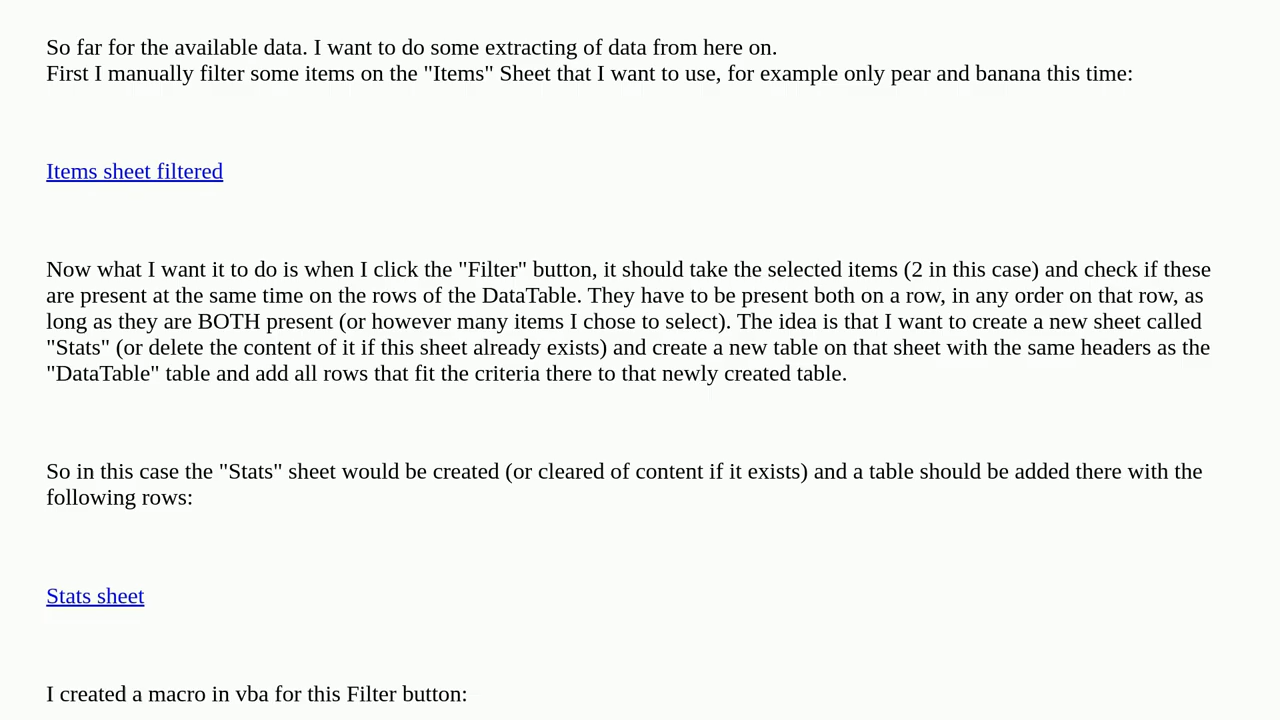 So far for the available data. I want to do some extracting of data from here on.
First I manually filter some items on the "Items" Sheet that I want to use, for example only pear and banana this time:
Items sheet filtered
Now what I want it to do is when I click the "Filter" button, it should take the selected items (2 in this case) and check if these
are present at the same time on the rows of the DataTable. They have to be present both on a row, in any order on that row, as
long as they are BOTH present (or however many items I chose to select). The idea is that I want to create a new sheet called
"Stats" (or delete the content of it if this sheet already exists) and create a new table on that sheet with the same headers as the
"DataTable" table and add all rows that fit the criteria there to that newly created table.
So in this case the "Stats" sheet would be created (or cleared of content if it exists) and a table should be added there with the
following rows:
Stats sheet
I created a macro in vba for this Filter button: